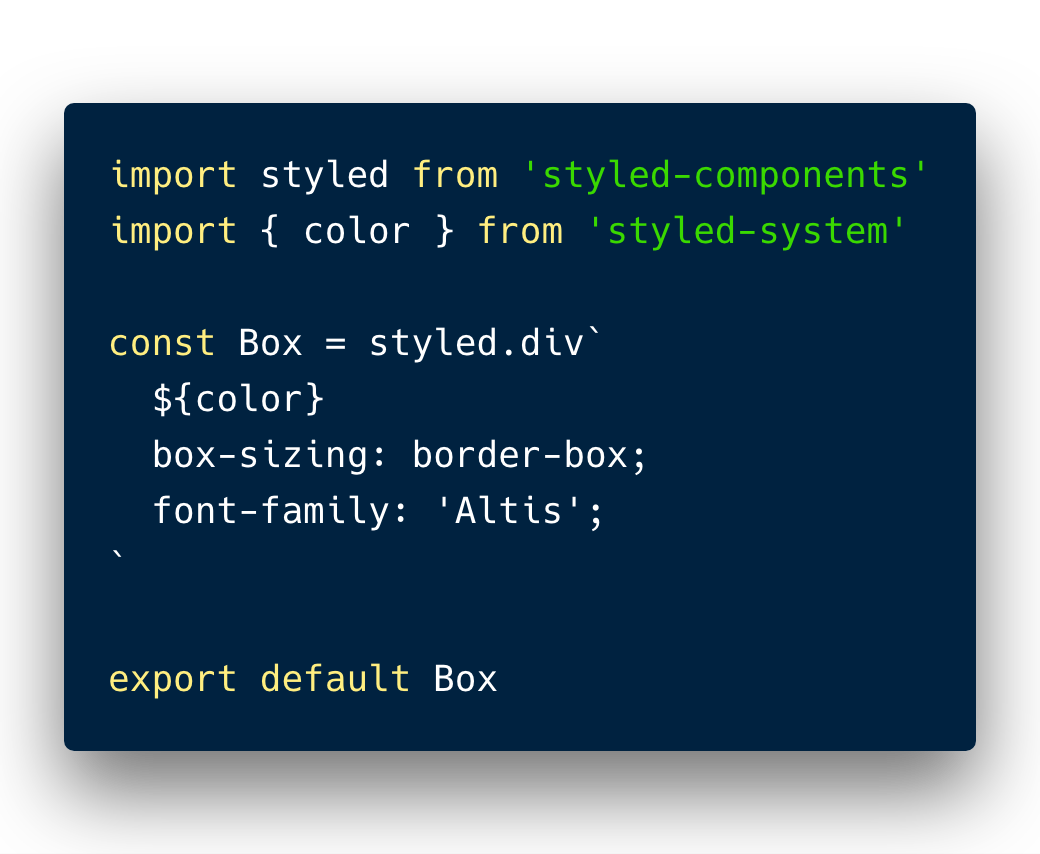 import styled from 'styled-components'
import { color } from 'styled-system'
const Box = styled.div`
  ${color}
  box-sizing: border-box;
  font-family: 'Altis';
`
export default Box